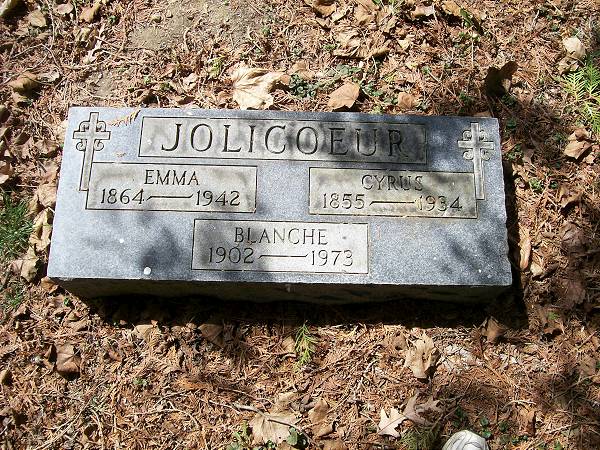 JOLICOEUR
EMMA
1864 — 1942
CYRUS
1855 — 1934
BLANCHE
1902 — 1973